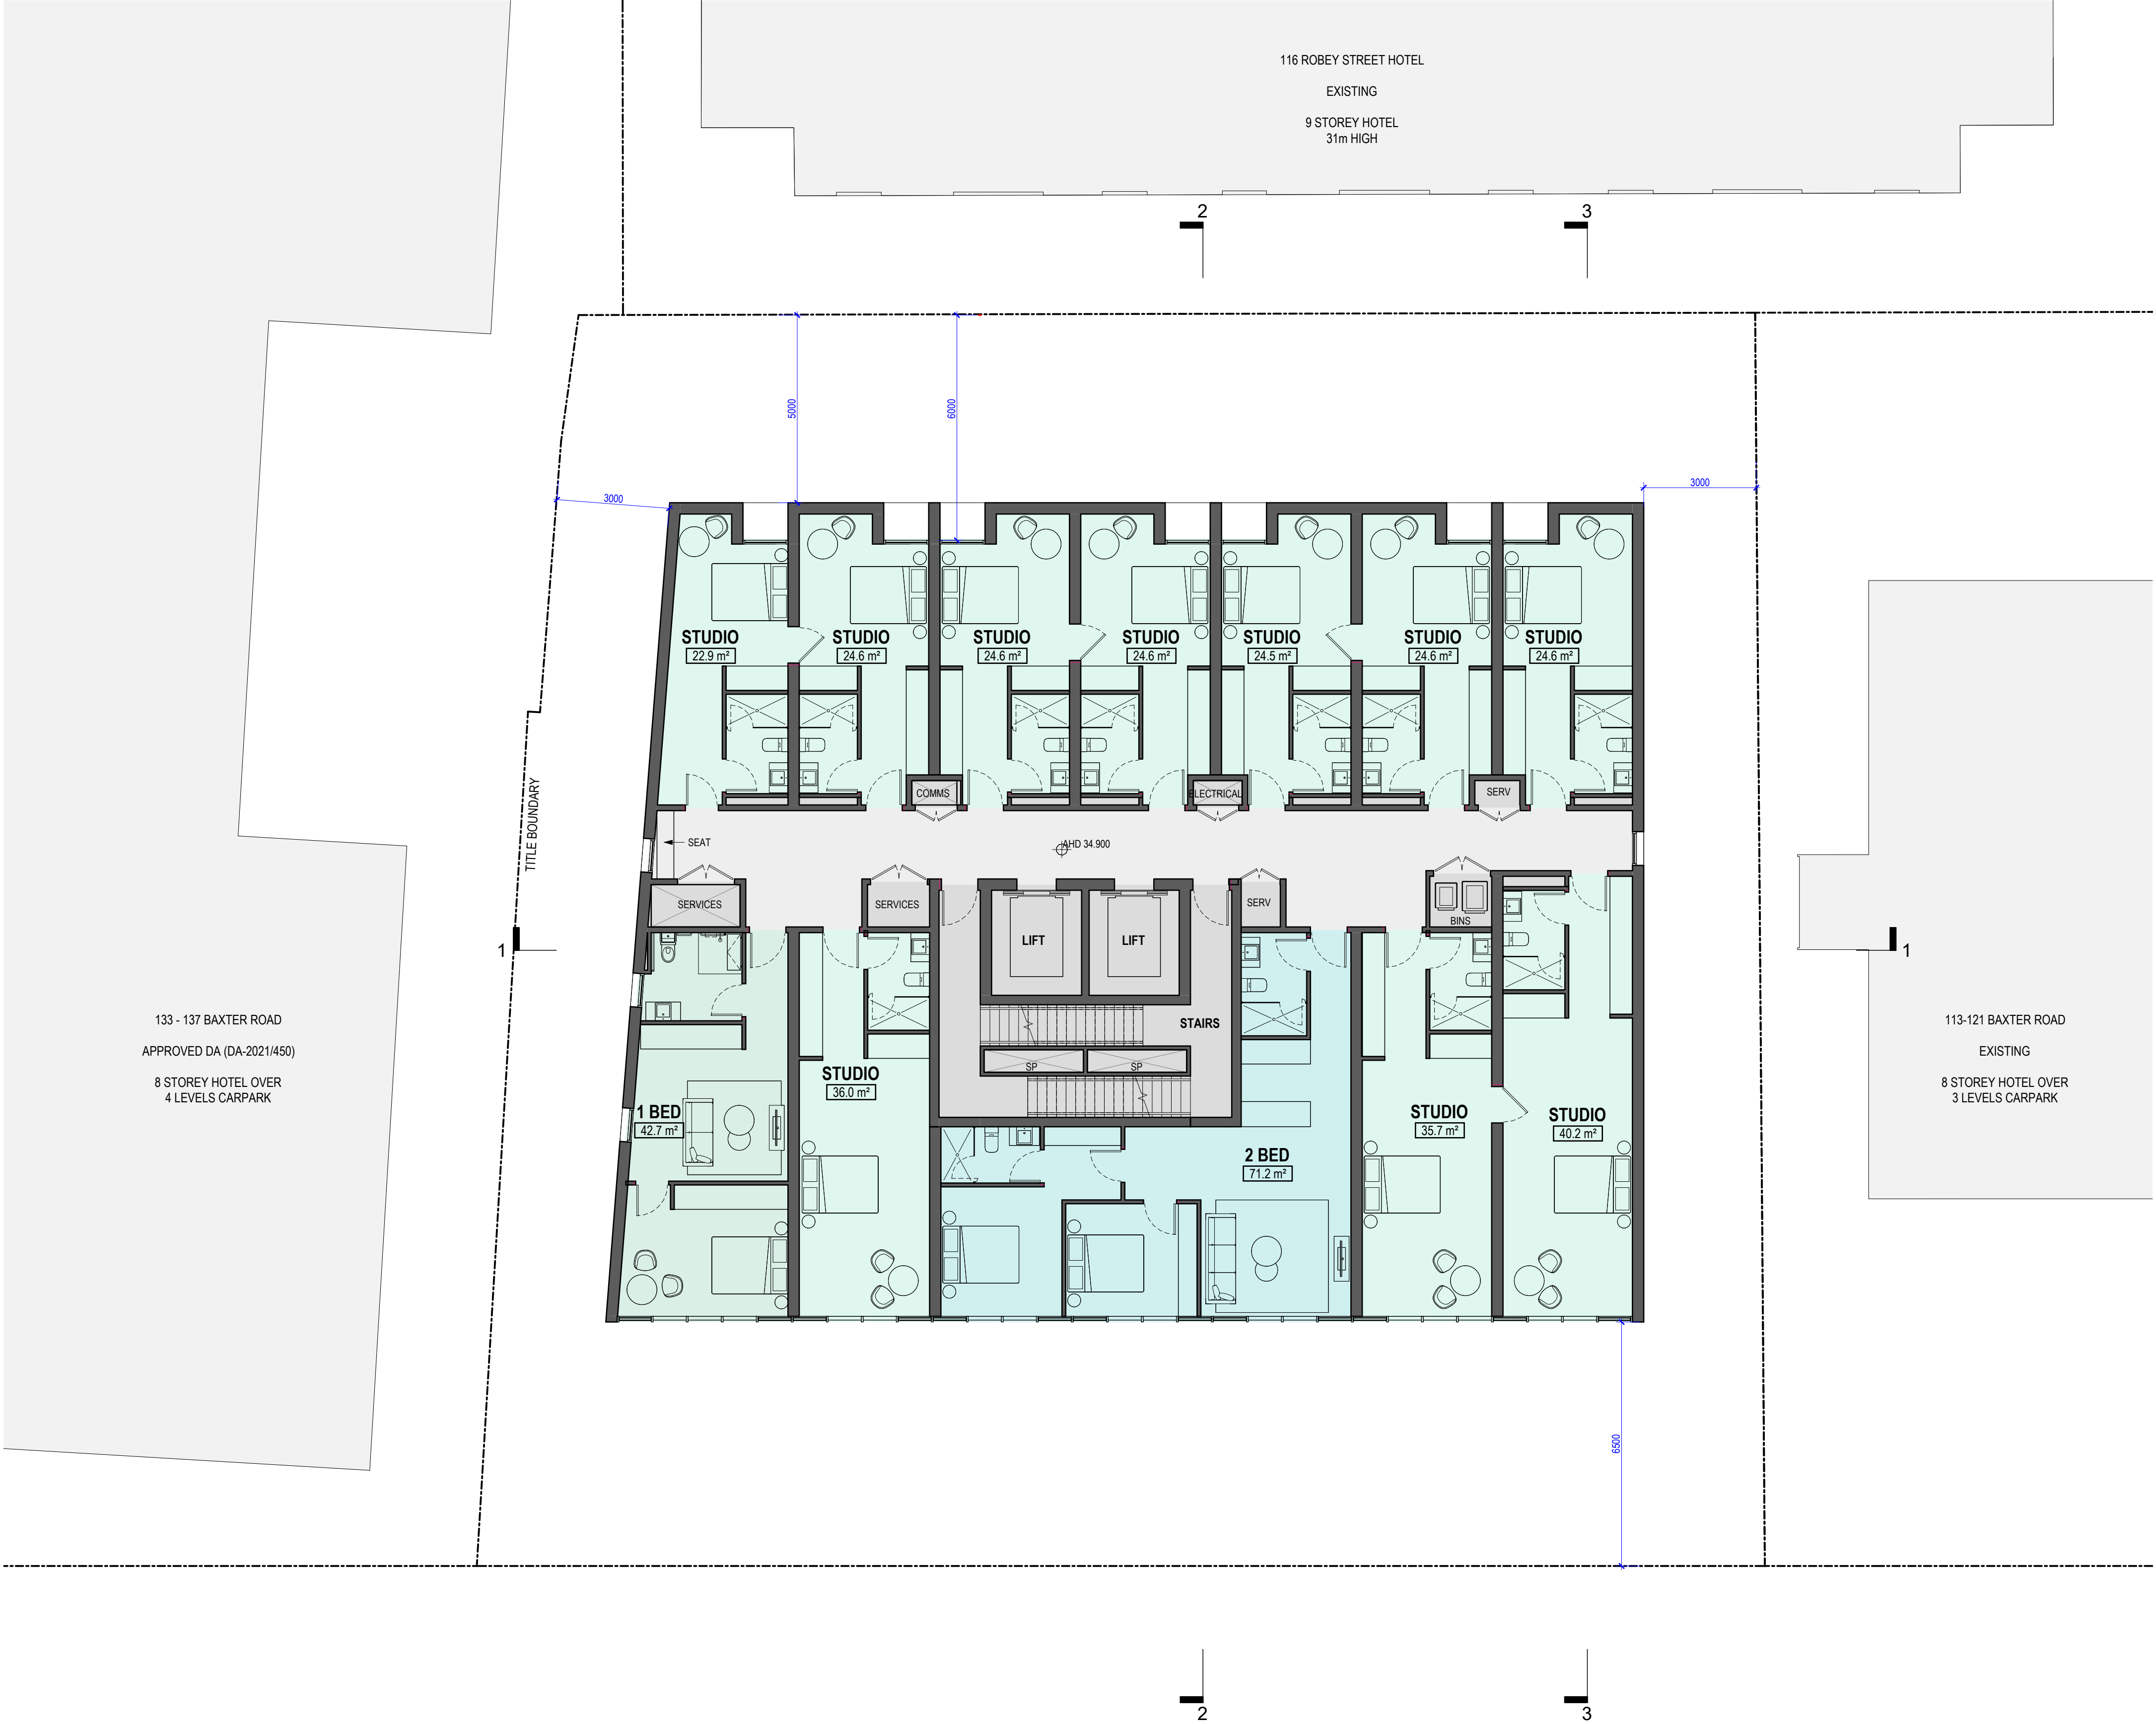 116 ROBEY STREET HOTEL
EXISTING
9 STOREY HOTEL
31m HIGH
2
3
5000
6000
3000
3000
STUDIO
22.9 m²
STUDIO
24.6 m²
STUDIO
24.6 m²
STUDIO
24.6 m²
STUDIO
24.5 m²
STUDIO
24.6 m²
STUDIO
24.6 m²
COMMS
ELECTRICAL
SERV
TITLE BOUNDARY
SEAT
AHD 34.900
SERVICES
SERVICES
SERV
BINS
LIFT
LIFT
1
1
STAIRS
SP
SP
133 - 137 BAXTER ROAD
APPROVED DA (DA-2021/450)
8 STOREY HOTEL OVER
4 LEVELS CARPARK
113-121 BAXTER ROAD
EXISTING
8 STOREY HOTEL OVER
3 LEVELS CARPARK
1 BED
42.7 m²
STUDIO
36.0 m²
2 BED
71.2 m²
STUDIO
35.7 m²
STUDIO
40.2 m²
6500
2
3